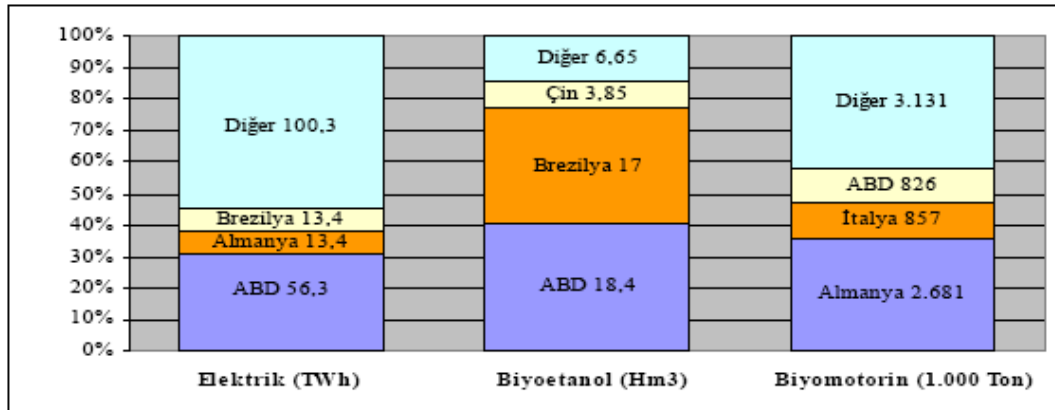 100%
90%
80%
70%
60%
50%
40%
30%
20%
10%
0%
Diğer 100,3
Brezilya 13,4
Almanya 13,4
ABD 56,3
Diğer 6,65
Çin 3,85
Brezilya 17
ABD 18,4
Diğer 3.131
ABD 826
İtalya 857
Almanya 2.681
Elektrik (TWh)
Biyoetanol (Hm3)
Biyomotorin (1.000 Ton)